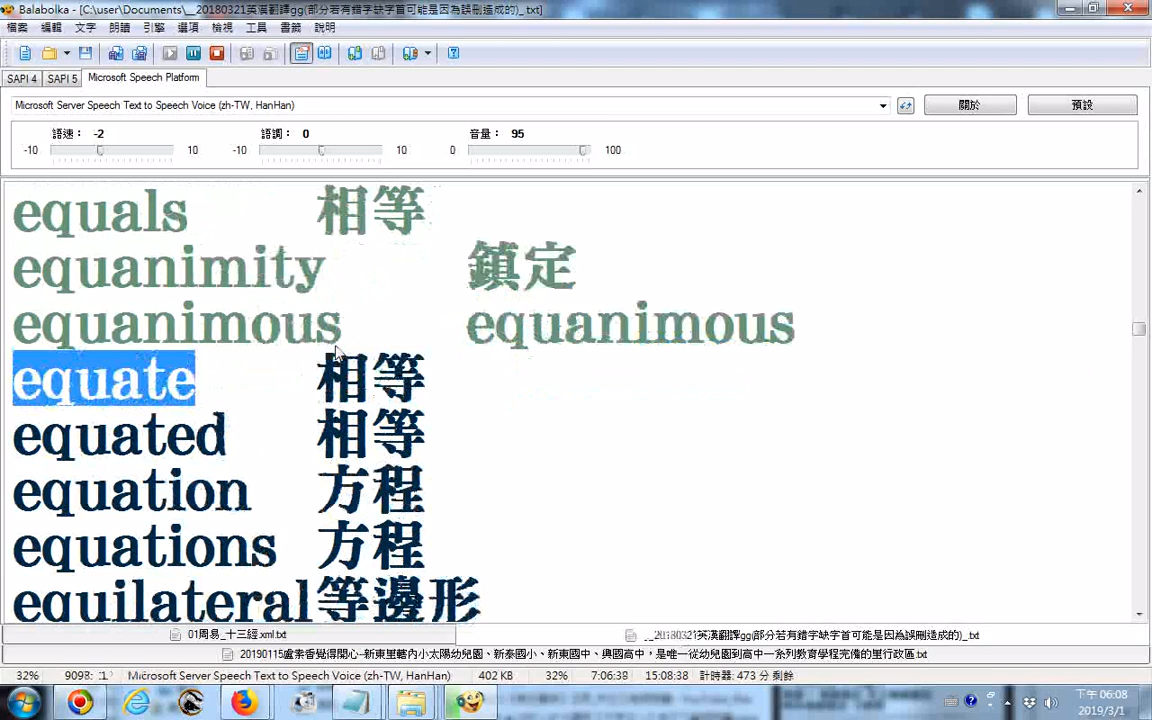 Balabolka - [C:\user\Documents\__20180321英漢翻譯gg(部分若有錯字缺字首可能是因為誤刪造成的)_.txt]
檔案 編輯 文字 朗讀 引擎 選項 檢視 工具 書籤 說明
SAPI 4 SAPI 5 Microsoft Speech Platform
Microsoft Server Speech Text to Speech Voice (zh-TW, HanHan) 關於 預設
語速： -2 語調： 0 音量： 95
-10 10 -10 10 0 100
equals 相等
equanimity 鎮定
equanimous equanimous
equate 相等
equated 相等
equation 方程
equations 方程
equilateral 等邊形
01周易_十三經.xml.txt __20180321英漢翻譯gg(部分若有錯字缺字首可能是因為誤刪造成的)_.txt
20190115盧素香覺得開心-新東里轄內小太陽幼兒園、新泰國小、新東國中、興國高中，是唯一從幼兒園到高中一系列教育學程完備的里行政區.txt
32% 9098: 1 Microsoft Server Speech Text to Speech Voice (zh-TW, HanHan) 402 KB 32% 7:06:38 15:08:38 計時器: 473 分 剩餘
下午 06:08
2019/3/1